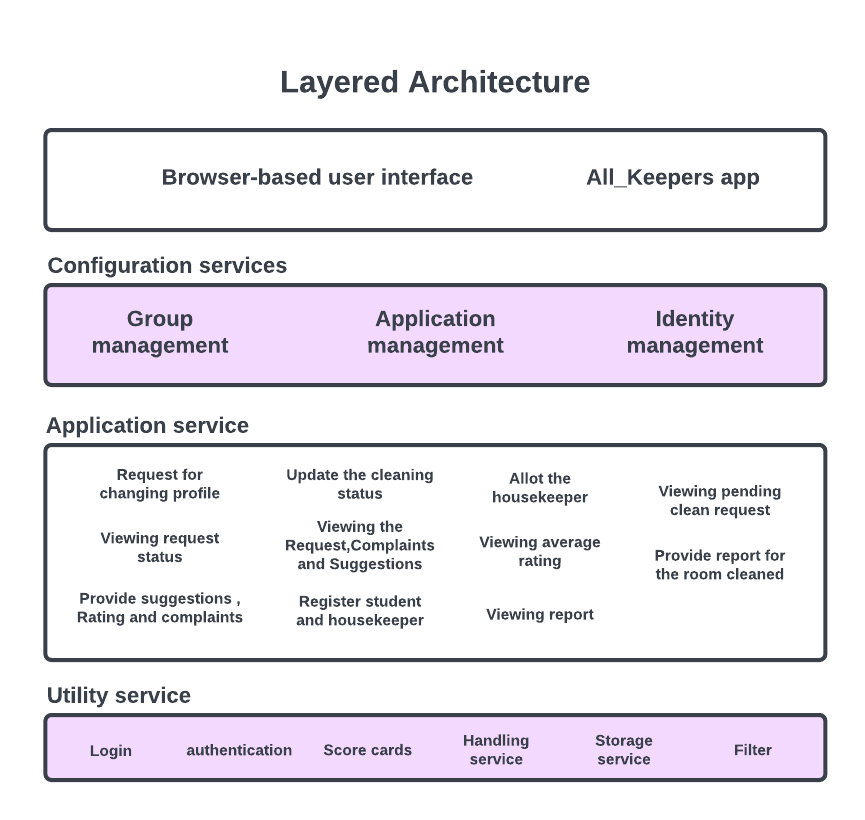 Layered Architecture
Browser-based user interface
All_Keepers app
Configuration services
Group
management
Application
management
Identity
management
Application service
Request for
changing profile
Viewing request
status
Provide suggestions ,
Rating and complaints
Update the cleaning
status
Viewing the
Request,Complaints
and Suggestions
Register student
and housekeeper
Allot the
housekeeper
Viewing average
rating
Viewing report
Viewing pending
clean request
Provide report for
the room cleaned
Utility service
Login
authentication
Score cards
Handling
service
Storage
service
Filter